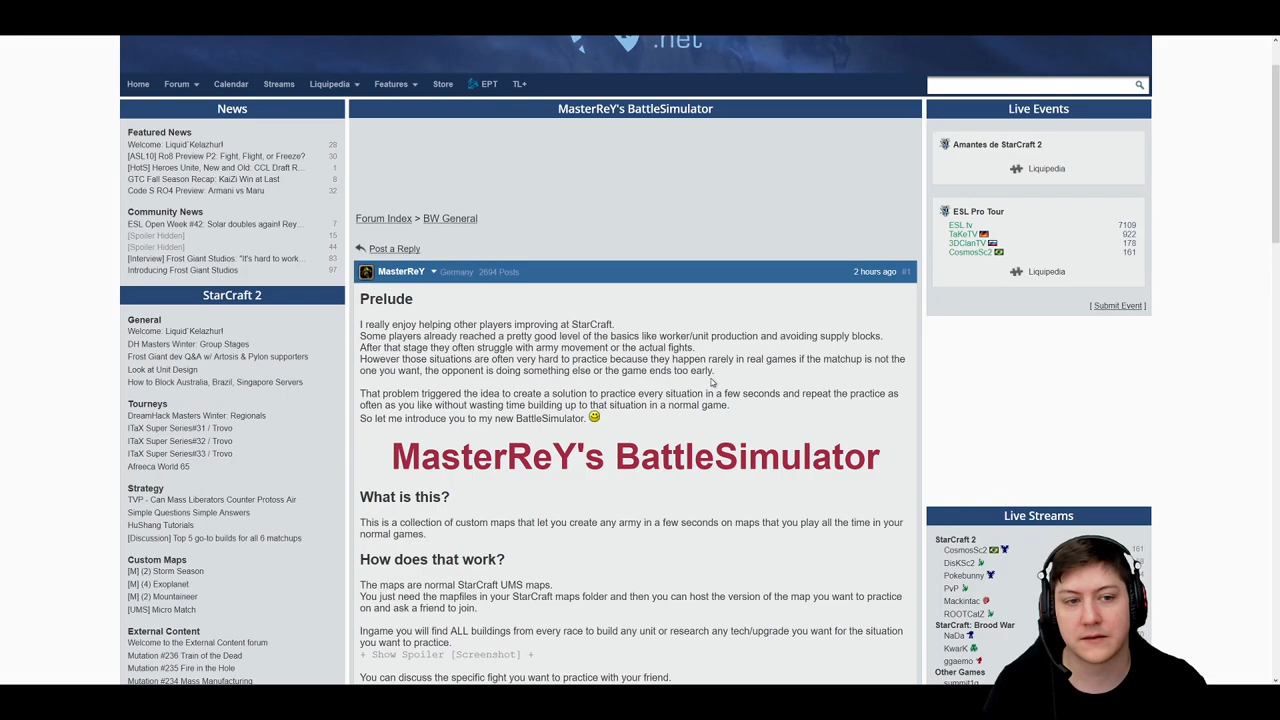 .net
Home
Forum
Calendar
Streams
Liquipedia
Features
Store
EPT
TL+
News
Featured News
Welcome: Liquid`Kelazhur! 28
[ASL10] Ro8 Preview P2: Fight, Flight, or Freeze? 30
[HotS] Heroes Unite, New and Old: CCL Draft R... 1
GTC Fall Season Recap: KaiZi Win at Last 8
Code S RO4 Preview: Armani vs Maru 32
Community News
ESL Open Week #42: Solar doubles again! Rey... 7
[Spoiler Hidden] 15
[Spoiler Hidden] 44
[Interview] Frost Giant Studios: "It's hard to work... 83
Introducing Frost Giant Studios 97
StarCraft 2
General
Welcome: Liquid`Kelazhur!
DH Masters Winter: Group Stages
Frost Giant dev Q&A w/ Artosis & Pylon fighters
Look at Unit Design
How to Block Australia, Brazil, Singapore Servers
Tourneys
DreamHack Masters Winter: Regionals
ITaX Super Series#31 / Trovo
ITaX Super Series#32 / Trovo
ITaX Super Series#33 / Trovo
Afreeca World 65
Strategy
TVP - Can Mass Liberators Counter Protoss Air
Simple Questions Simple Answers
HuShang Tutorials
[Discussion] Top 5 go-to builds for all 6 matchups
Custom Maps
[M] (2) Storm Season
[M] (4) Exoplanet
[M] (2) Mountaineer
[UMS] Micro Match
External Content
Welcome to the External Content forum
Mutation #236 Train of the Dead
Mutation #235 Fire in the Hole
Mutation #234 Mass Manufacturing
MasterReY's BattleSimulator
Forum Index > BW General
Post a Reply
MasterReY Germany 2694 Posts 2 hours ago #1
Prelude
I really enjoy helping other players improving at StarCraft.
Some players already reached a pretty good level of the basics like worker/unit production and avoiding supply blocks.
After that stage they often struggle with army movement or the actual fights.
However those situations are often very hard to practice because they happen rarely in real games if the matchup is not the
one you want, the opponent is doing something else or the game ends too early.
That problem triggered the idea to create a solution to practice every situation in a few seconds and repeat the practice as
often as you like without wasting time building up to that situation in a normal game.
So let me introduce you to my new BattleSimulator.
MasterReY's BattleSimulator
What is this?
This is a collection of custom maps that let you create any army in a few seconds on maps that you play all the time in your
normal games.
How does that work?
The maps are normal StarCraft UMS maps.
You just need the mapfiles in your StarCraft maps folder and then you can host the version of the map you want to practice
on and ask a friend to join.
Ingame you will find ALL buildings from every race to build any unit or research any tech/upgrade you want for the situation
you want to practice.
+ Show Spoiler [Screenshot] +
You can discuss the specific fight you want to practice with your friend.
Live Events
Amantes de StarCraft 2
Liquipedia
ESL Pro Tour
ESL.tv 7109
TaKeTV 922
3DClanTV 178
CosmosSc2 161
Liquipedia
[ Submit Event ]
Live Streams
StarCraft 2
CosmosSc2 161
DisKSc2
Pokebunny
PvP
Mackintac
ROOTCatZ
StarCraft: Brood War
NaDa
KwarK
ggaemo
Other Games
summit1g